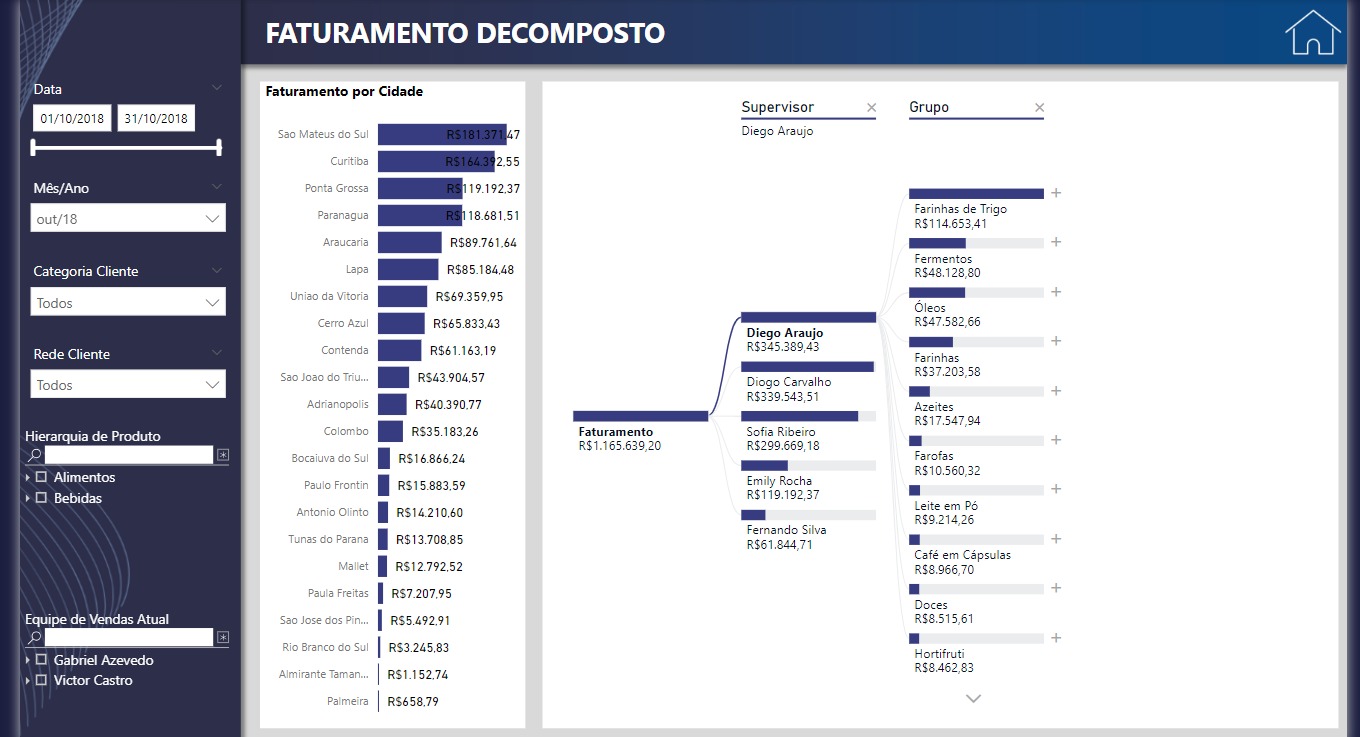 FATURAMENTO DECOMPOSTO
Data
01/10/2018
31/10/2018
Mês/Ano
out/18
Categoria Cliente
Todos
Rede Cliente
Todos
Hierarquia de Produto
Alimentos
Bebidas
Equipe de Vendas Atual
Gabriel Azevedo
Victor Castro
Faturamento por Cidade
Sao Mateus do Sul R$181.371,47
Curitiba R$164.392,55
Ponta Grossa R$119.192,37
Paranagua R$118.681,51
Araucaria R$89.761,64
Lapa R$85.184,48
Uniao da Vitoria R$69.359,95
Cerro Azul R$65.833,43
Contenda R$61.163,19
Sao Joao do Triu... R$43.904,57
Adrianopolis R$40.390,77
Colombo R$35.183,26
Bocaiuva do Sul R$16.866,24
Paulo Frontin R$15.883,59
Antonio Olinto R$14.210,60
Tunas do Parana R$13.708,85
Mallet R$12.792,52
Paula Freitas R$7.207,95
Sao Jose dos Pin... R$5.492,91
Rio Branco do Sul R$3.245,83
Almirante Taman... R$1.152,74
Palmeira R$658,79
Faturamento
R$1.165.639,20
Supervisor
Diego Araujo
Diego Araujo
R$345.389,43
Diogo Carvalho
R$339.543,51
Sofia Ribeiro
R$299.669,18
Emily Rocha
R$119.192,37
Fernando Silva
R$61.844,71
Grupo
Farinhas de Trigo
R$114.653,41
Fermentos
R$48.128,80
Óleos
R$47.582,66
Farinhas
R$37.203,58
Azeites
R$17.547,94
Farofas
R$10.560,32
Leite em Pó
R$9.214,26
Café em Cápsulas
R$8.966,70
Doces
R$8.515,61
Hortifruti
R$8.462,83